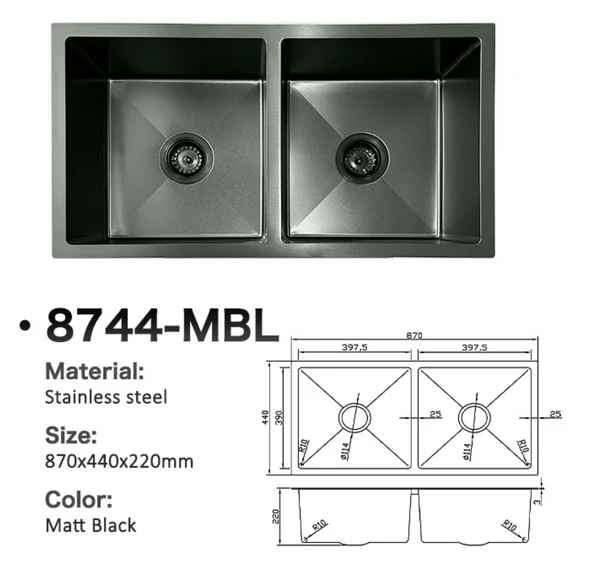 • 8744-MBL
Material:
Stainless steel
Size:
870x440x220mm
Color:
Matt Black
870
397.5 397.5
440
390
25 25
R10 Ø114 Ø114 R10
220
3
R10 R10